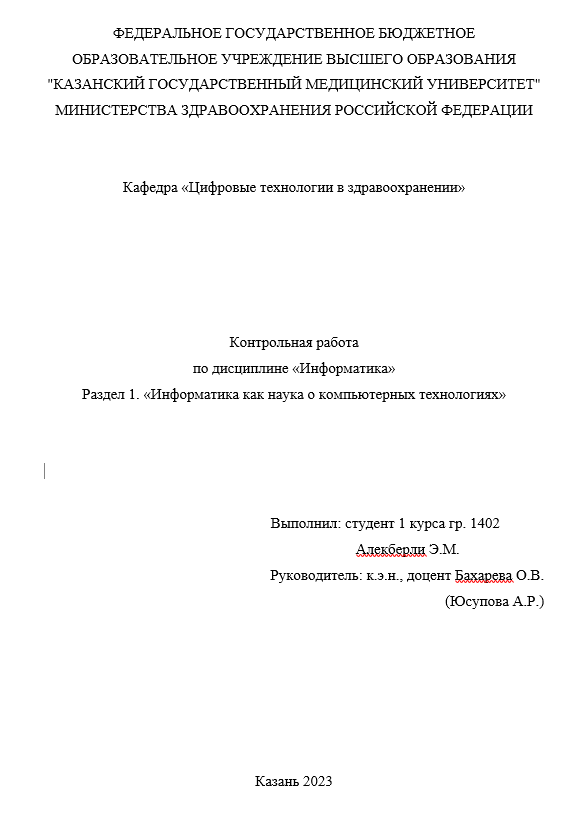 ФЕДЕРАЛЬНОЕ ГОСУДАРСТВЕННОЕ БЮДЖЕТНОЕ
ОБРАЗОВАТЕЛЬНОЕ УЧРЕЖДЕНИЕ ВЫСШЕГО ОБРАЗОВАНИЯ
"КАЗАНСКИЙ ГОСУДАРСТВЕННЫЙ МЕДИЦИНСКИЙ УНИВЕРСИТЕТ"
МИНИСТЕРСТВА ЗДРАВООХРАНЕНИЯ РОССИЙСКОЙ ФЕДЕРАЦИИ
Кафедра «Цифровые технологии в здравоохранении»
Контрольная работа
по дисциплине «Информатика»
Раздел 1. «Информатика как наука о компьютерных технологиях»
Выполнил: студент 1 курса гр. 1402
Алекберли Э.М.
Руководитель: к.э.н., доцент Бахарева О.В.
(Юсупова А.Р.)
Казань 2023